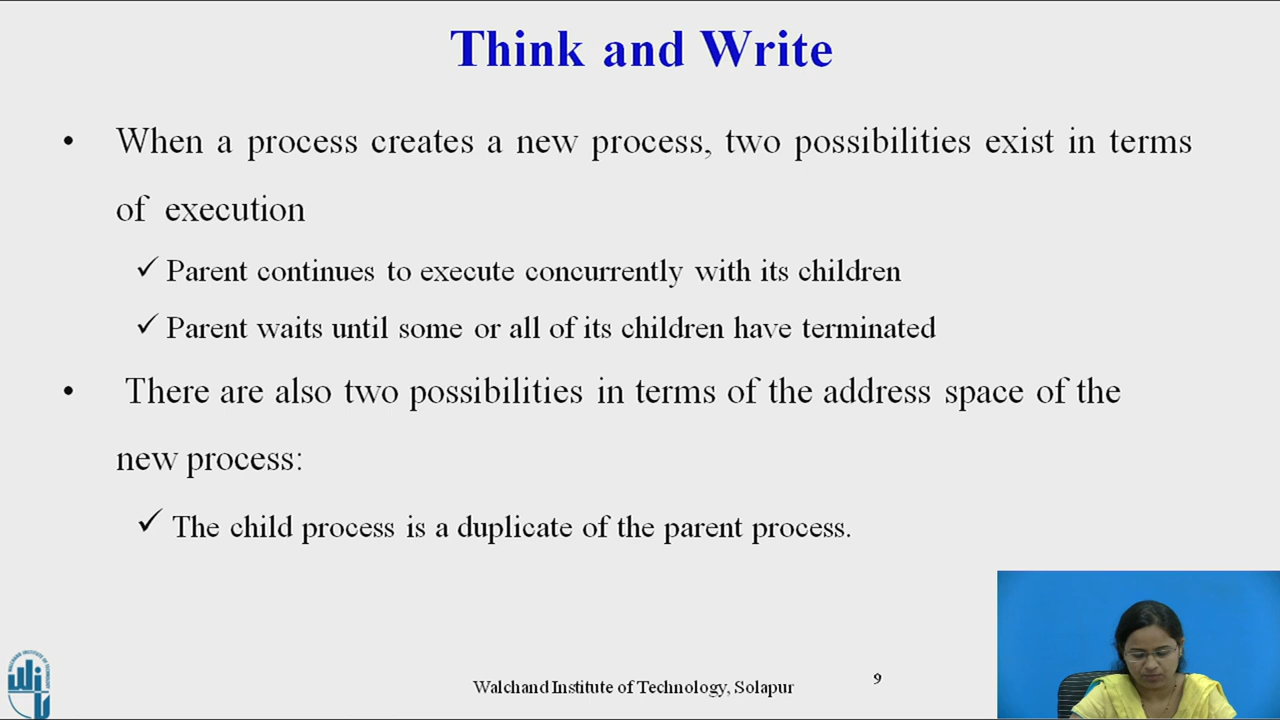 Think and Write
• When a process creates a new process, two possibilities exist in terms
of execution
✓ Parent continues to execute concurrently with its children
✓ Parent waits until some or all of its children have terminated
• There are also two possibilities in terms of the address space of the
new process:
✓ The child process is a duplicate of the parent process.
Walchand Institute of Technology, Solapur
9